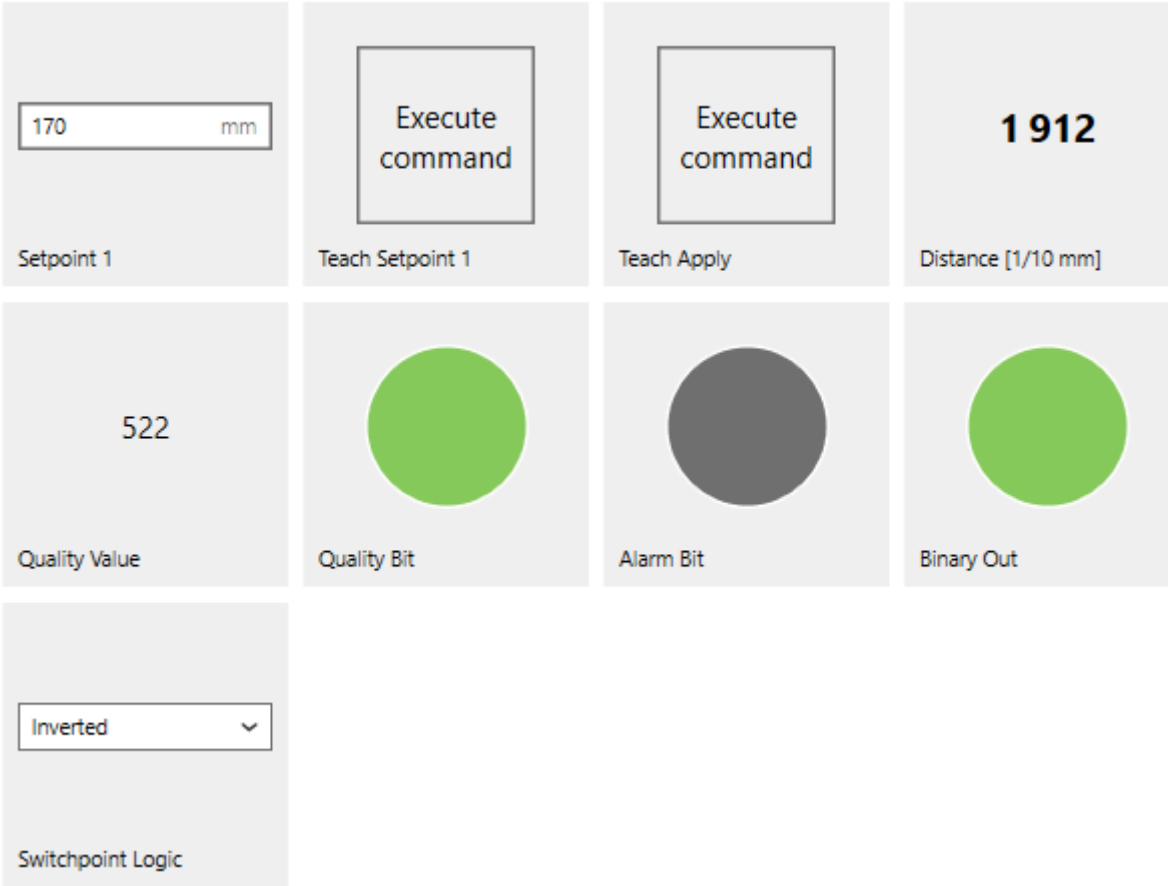 170 mm
Setpoint 1
Execute
command
Teach Setpoint 1
Execute
command
Teach Apply
1 912
Distance [1/10 mm]
522
Quality Value
Quality Bit
Alarm Bit
Binary Out
Inverted
Switchpoint Logic